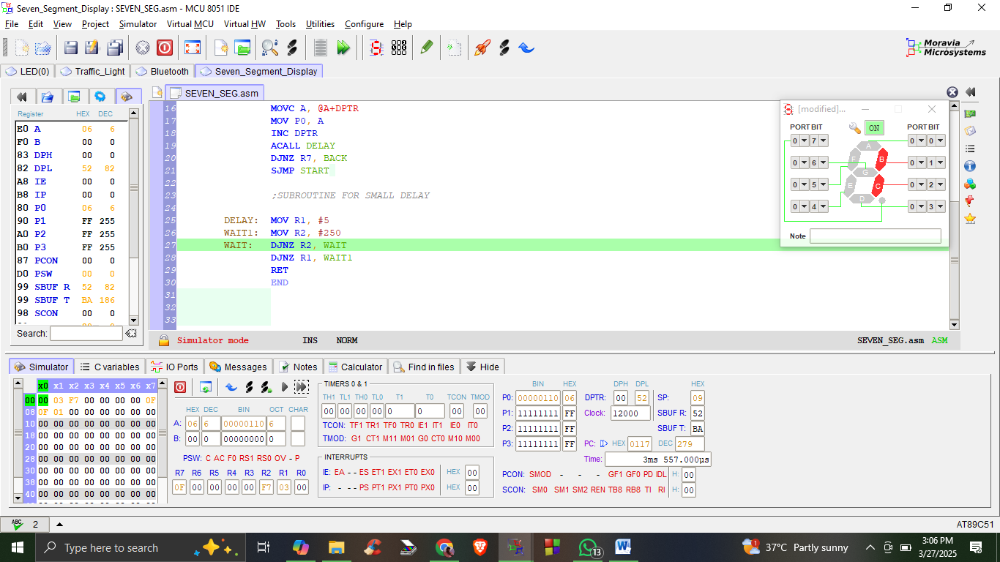 Seven_Segment_Display : SEVEN_SEG.asm - MCU 8051 IDE
File Edit View Project Simulator Virtual MCU Virtual HW Tools Utilities Configure Help
Moravia
Microsystems
LED(0) Traffic_Light Bluetooth Seven_Segment_Display
SEVEN_SEG.asm
Register HEX DEC
E0 A 06 6
F0 B 00 0
83 DPH 00 0
82 DPL 52 82
A8 IE 00 0
B8 IP 00 0
80 P0 06 6
90 P1 FF 255
A0 P2 FF 255
B0 P3 FF 255
87 PCON 00 0
D0 PSW 00 0
99 SBUF R 52 82
99 SBUF T BA 186
98 SCON 00 0
Search:
16 MOVC A, @A+DPTR
17 MOV P0, A
18 INC DPTR
19 ACALL DELAY
20 DJNZ R7, BACK
21 SJMP START
22
23 ;SUBROUTINE FOR SMALL DELAY
24
25 DELAY: MOV R1, #5
26 WAIT1: MOV R2, #250
27 WAIT: DJNZ R2, WAIT
28 DJNZ R1, WAIT1
29 RET
30 END
31
32
33
[modified]...
PORT BIT ON PORT BIT
0 7 A 0 0
0 6 F B 0 1
0 5 G E C 0 2
0 4 D 0 3
Note
Simulator mode INS NORM SEVEN_SEG.asm ASM
Simulator C variables IO Ports Messages Notes Calculator Find in files Hide
x0 x1 x2 x3 x4 x5 x6 x7
00 00 03 F7 00 00 00 00 0F
08 0F 01 00 00 00 00 00 00
10 00 00 00 00 00 00 00 00
18 00 00 00 00 00 00 00 00
20 00 00 00 00 00 00 00 00
28 00 00 00 00 00 00 00 00
30 00 00 00 00 00 00 00 00
38 00 00 00 00 00 00 00 00
40 00 00 00 00 00 00 00 00
HEX DEC BIN OCT CHAR
A: 06 6 00000110 6
B: 00 0 00000000 0
PSW: C AC F0 RS1 RS0 OV - P
R7 R6 R5 R4 R3 R2 R1 R0
0F 00 00 00 00 F7 03 00
TIMERS 0 & 1
TH1 TL1 TH0 TL0 T1 T0 TCON TMOD
00 00 00 00 0 0 00 00
TCON: TF1 TR1 TF0 TR0 IE1 IT1 IE0 IT0
TMOD: G1 CT1 M11 M01 G0 CT0 M10 M00
INTERRUPTS
IE: EA - - ES ET1 EX1 ET0 EX0 HEX 00
IP: - - - PS PT1 PX1 PT0 PX0 HEX 00
BIN HEX DPH DPL HEX
P0: 00000110 06 DPTR: 00 52 SP: 09
P1: 11111111 FF Clock: 12000 SBUF R: 52
P2: 11111111 FF SBUF T: BA
P3: 11111111 FF PC: HEX 0117 DEC 279
Time: 3ms 557.000µs
PCON: SMOD - - - GF1 GF0 PD IDL H: 00
SCON: SM0 SM1 SM2 REN TB8 RB8 TI RI H: 00
ABC 2 AT89C51
Type here to search 1 13 37°C Partly sunny 3:06 PM
3/27/2025